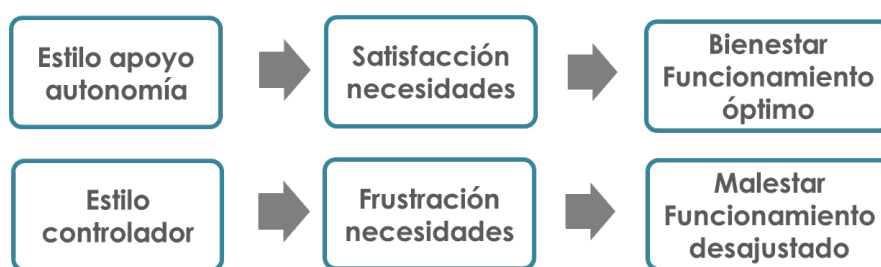 Estilo apoyo
autonomía
Satisfacción
necesidades
Bienestar
Funcionamiento
óptimo
Estilo
controlador
Frustración
necesidades
Malestar
Funcionamiento
desajustado